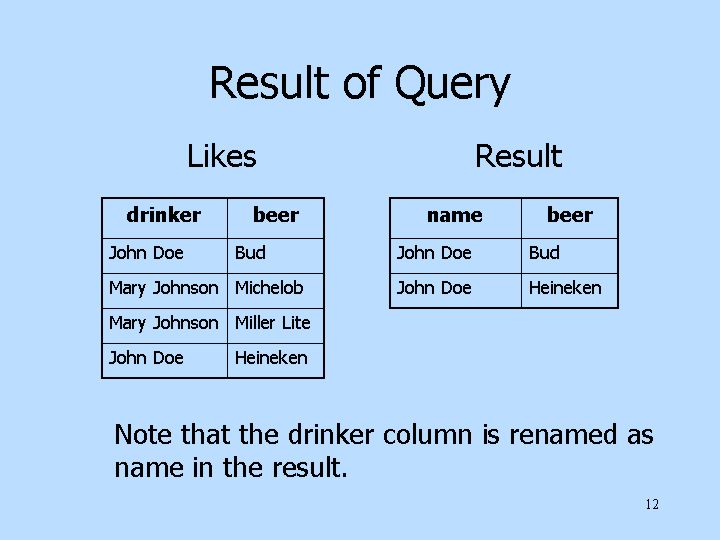 Result of Query
Likes
drinker beer
John Doe Bud
Mary Johnson Michelob
Mary Johnson Miller Lite
John Doe Heineken
Result
name beer
John Doe Bud
John Doe Heineken
Note that the drinker column is renamed as
name in the result.
12